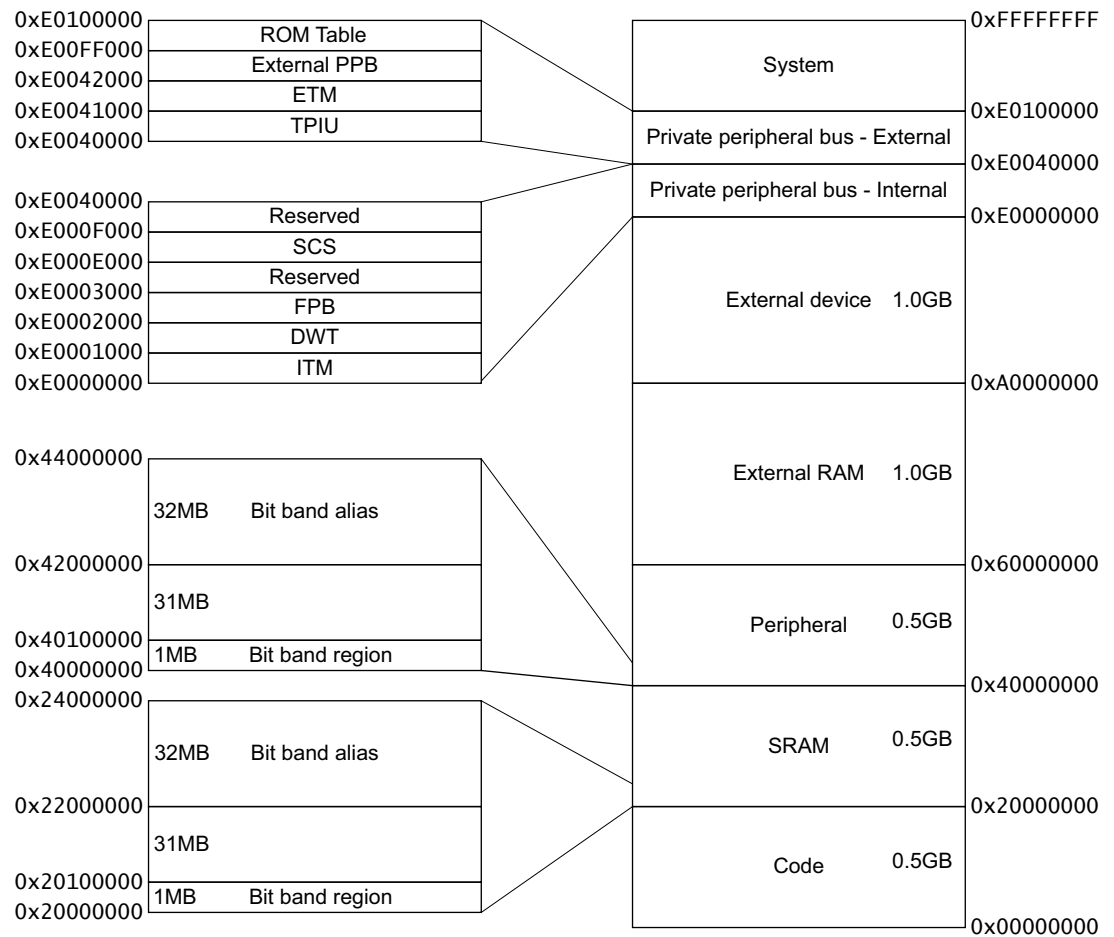 0xE0100000
ROM Table
0xE00FF000
External PPB
0xE0042000
ETM
0xE0041000
TPIU
0xE0040000
0xE0040000
Reserved
0xE000F000
SCS
0xE000E000
Reserved
0xE0003000
FPB
0xE0002000
DWT
0xE0001000
ITM
0xE0000000
0x44000000
32MB Bit band alias
0x42000000
31MB
0x40100000
1MB Bit band region
0x40000000
0x24000000
32MB Bit band alias
0x22000000
31MB
0x20100000
1MB Bit band region
0x20000000
0xFFFFFFFF
System
0xE0100000
Private peripheral bus - External
0xE0040000
Private peripheral bus - Internal
0xE0000000
External device 1.0GB
0xA0000000
External RAM 1.0GB
0x60000000
Peripheral 0.5GB
0x40000000
SRAM 0.5GB
0x20000000
Code 0.5GB
0x00000000